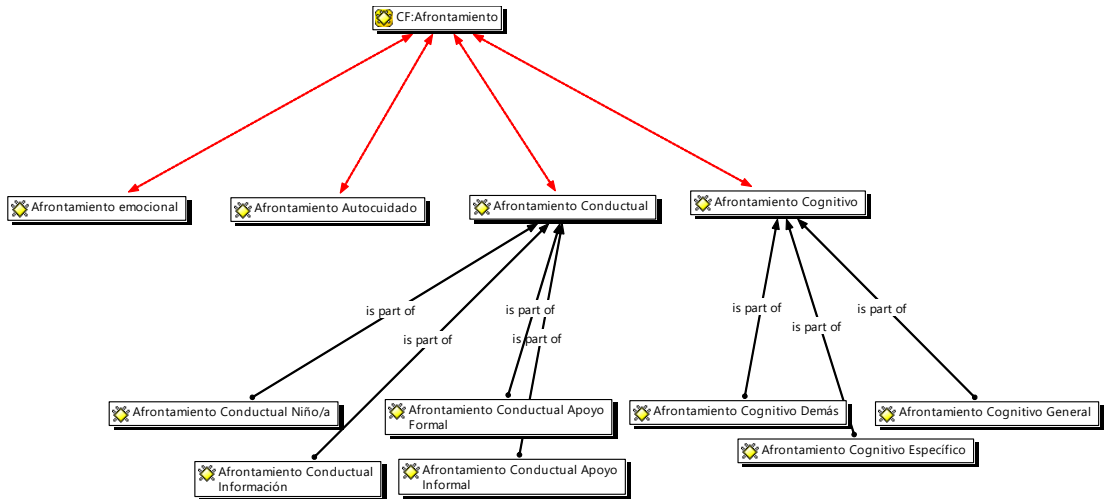 CF:Afrontamiento
Afrontamiento emocional
Afrontamiento Autocuidado
Afrontamiento Conductual
Afrontamiento Cognitivo
is part of
is part of
is part of
is part of
is part of
is part of
is part of
Afrontamiento Conductual Niño/a
Afrontamiento Conductual Apoyo
Formal
Afrontamiento Cognitivo Demás
Afrontamiento Cognitivo General
Afrontamiento Cognitivo Específico
Afrontamiento Conductual
Información
Afrontamiento Conductual Apoyo
Informal